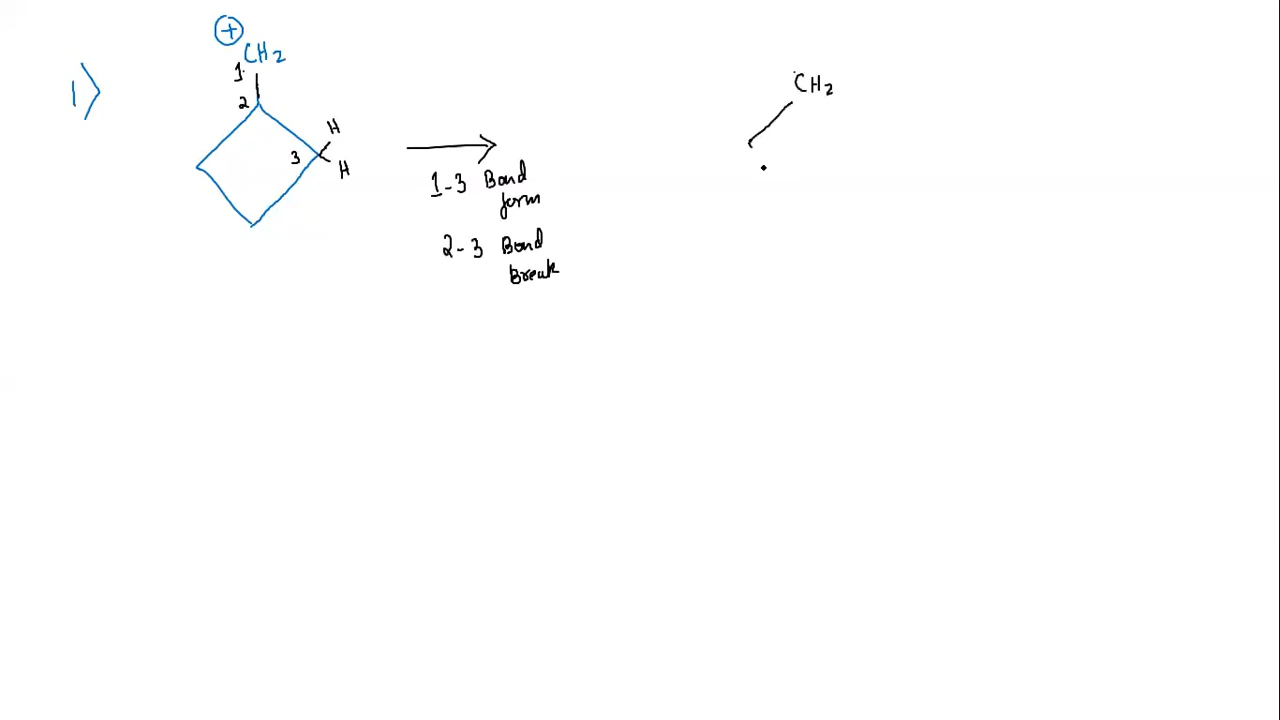 ⊕
CH2
1
1)
2
H
3
H
1-3 Bond
form
2-3 Bond
Break
CH2